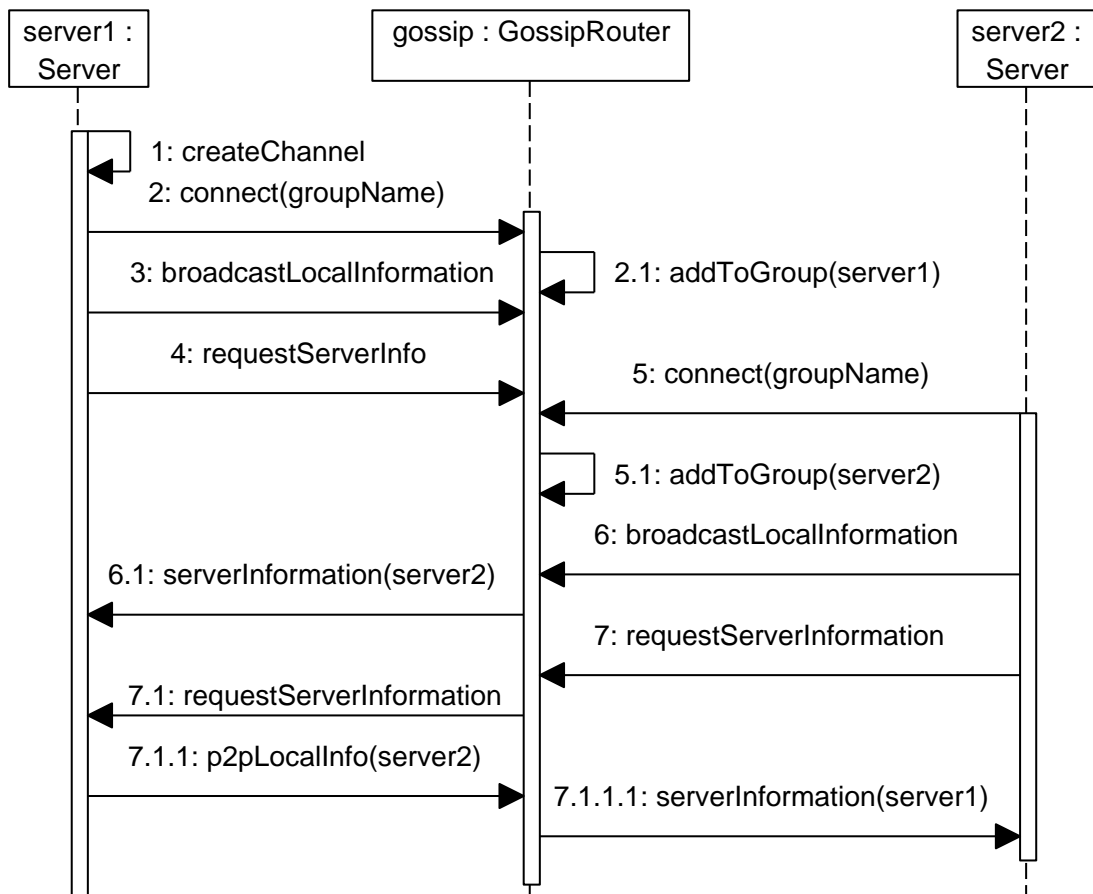 server1 :
Server
gossip : GossipRouter
server2 :
Server
1: createChannel
2: connect(groupName)
3: broadcastLocalInformation
2.1: addToGroup(server1)
4: requestServerInfo
5: connect(groupName)
5.1: addToGroup(server2)
6: broadcastLocalInformation
6.1: serverInformation(server2)
7: requestServerInformation
7.1: requestServerInformation
7.1.1: p2pLocalInfo(server2)
7.1.1.1: serverInformation(server1)